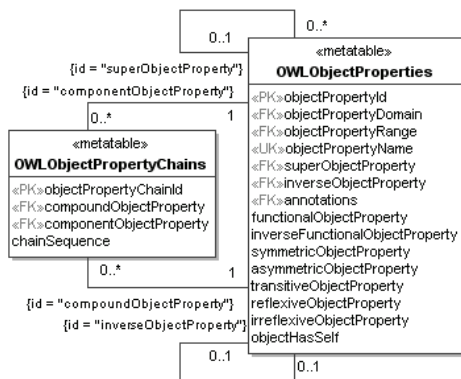 0..1
0..*
{id = "superObjectProperty"}
{id = "componentObjectProperty"}
0..*
1
«metatable»
OWLObjectProperties
«PK»objectPropertyId
«FK»objectPropertyDomain
«FK»objectPropertyRange
«UK»objectPropertyName
«FK»superObjectProperty
«FK»inverseObjectProperty
«FK»annotations
functionalObjectProperty
inverseFunctionalObjectProperty
symmetricObjectProperty
asymmetricObjectProperty
transitiveObjectProperty
reflexiveObjectProperty
irreflexiveObjectProperty
objectHasSelf
«metatable»
OWLObjectPropertyChains
«PK»objectPropertyChainId
«FK»compoundObjectProperty
«FK»componentObjectProperty
chainSequence
0..*
1
{id = "compoundObjectProperty"}
{id = "inverseObjectProperty"}
0..1
0..1